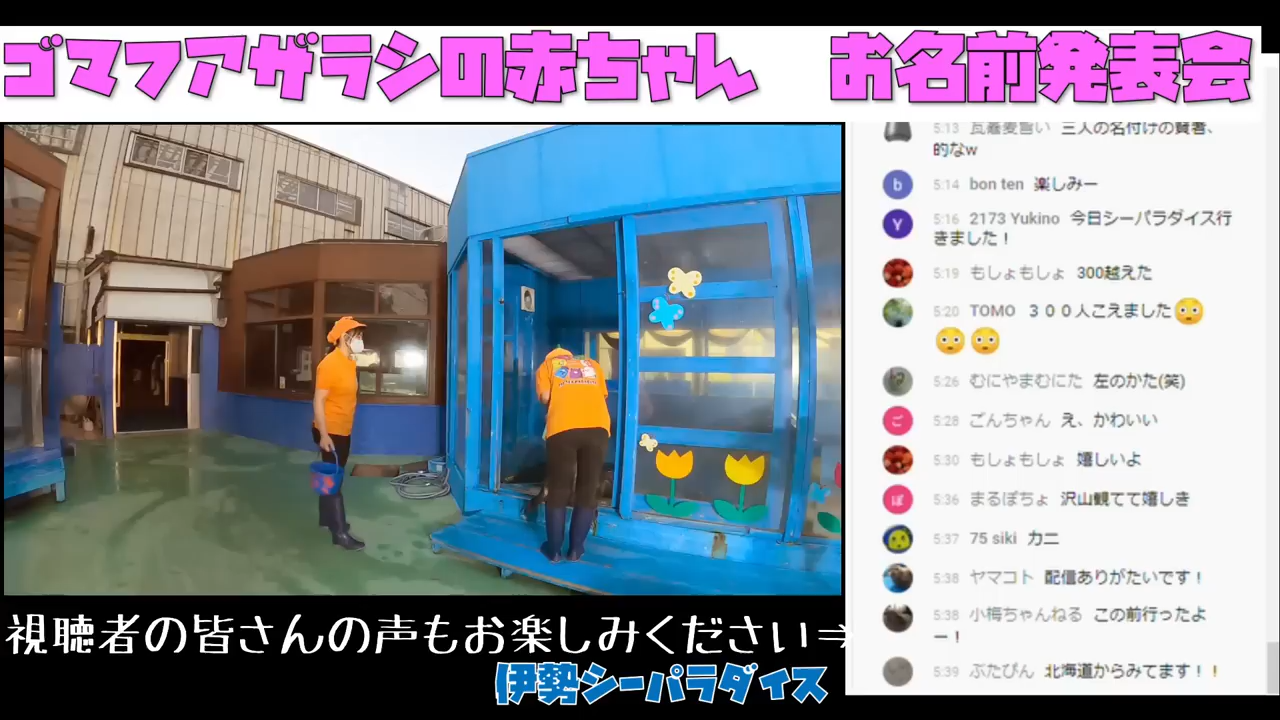 ゴマフアザラシの赤ちゃん お名前発表会
5:13 瓦蕎麦旨い 三人の名付けの賢者、
的なw
b 5:14 bon ten 楽しみー
Y 5:16 2173 Yukino 今日シーパラダイス行
きました！
5:19 もしょもしょ 300越えた
5:20 TOMO ３００人こえました😳
😳😳
5:26 むにやまむにた 左のかた(笑)
ご 5:28 ごんちゃん え、かわいい
5:30 もしょもしょ 嬉しいよ
ぽ 5:36 まるぽちょ 沢山観てて嬉しき
5:37 75 siki カニ
5:38 ヤマコト 配信ありがたいです！
5:38 小梅ちゃんねる この前行ったよ
ー！
5:39 ぶたぴん 北海道からみてます！！
視聴者の皆さんの声もお楽しみください⇒
伊勢シーパラダイス